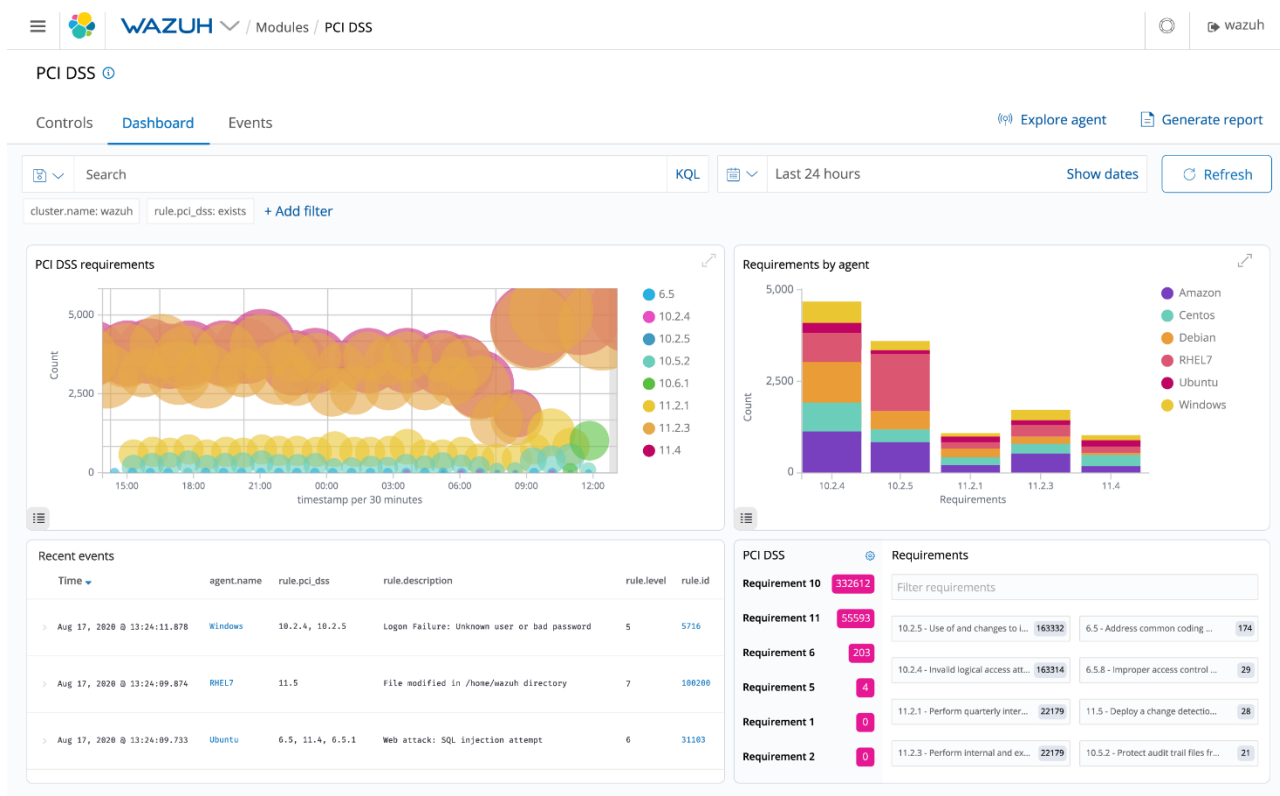 WAZUH / Modules / PCI DSS
wazuh
PCI DSS
Controls Dashboard Events
Explore agent Generate report
Search KQL Last 24 hours Show dates Refresh
cluster.name: wazuh rule.pci_dss: exists + Add filter
PCI DSS requirements
5,000
2,500
0
Count
15:00 18:00 21:00 00:00 03:00 06:00 09:00 12:00
timestamp per 30 minutes
6.5
10.2.4
10.2.5
10.5.2
10.6.1
11.2.1
11.2.3
11.4
Requirements by agent
5,000
2,500
0
Count
10.2.4 10.2.5 11.2.1 11.2.3 11.4
Requirements
Amazon
Centos
Debian
RHEL7
Ubuntu
Windows
Recent events
Time agent.name rule.pci_dss rule.description rule.level rule.id
Aug 17, 2020 @ 13:24:11.878 Windows 10.2.4, 10.2.5 Logon Failure: Unknown user or bad password 5 5716
Aug 17, 2020 @ 13:24:09.874 RHEL7 11.5 File modified in /home/wazuh directory 7 100200
Aug 17, 2020 @ 13:24:09.733 Ubuntu 6.5, 11.4, 6.5.1 Web attack: SQL injection attempt 6 31103
PCI DSS
Requirement 10 332612
Requirement 11 55593
Requirement 6 203
Requirement 5 4
Requirement 1 0
Requirement 2 0
Requirements
Filter requirements
10.2.5 - Use of and changes to i... 163332 6.5 - Address common coding ... 174
10.2.4 - Invalid logical access att... 163314 6.5.8 - Improper access control ... 29
11.2.1 - Perform quarterly inter... 22179 11.5 - Deploy a change detectio... 28
11.2.3 - Perform internal and ex... 22179 10.5.2 - Protect audit trail files fr... 21